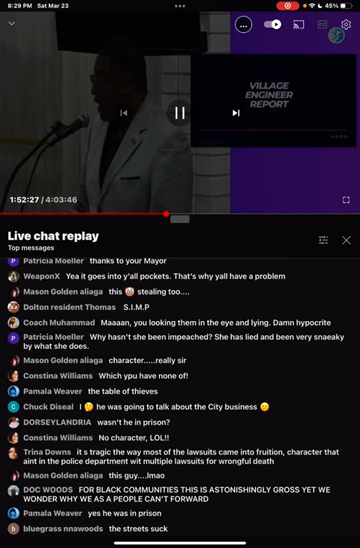 8:29 PM Sat Mar 23
45%
VILLAGE
ENGINEER
REPORT
1:52:27 / 4:03:46
Live chat replay
Top messages
Patricia Moeller thanks to your Mayor
WeaponX Yea it goes into y'all pockets. That's why yall have a problem
Mason Golden aliaga this 🤡 stealing too....
Dolton resident Thomas S.I.M.P
Coach Muhammad Maaaan, you looking them in the eye and lying. Damn hypocrite
P Patricia Moeller Why hasn't she been impeached? She has lied and been very snaeaky
by what she does.
Mason Golden aliaga character.....really sir
Constina Williams Which ypu have none of!
Pamala Weaver the table of thieves
C Chuck Diseal I 🤔 he was going to talk about the City business 😕
DORSEYLANDRIA wasn't he in prison?
Constina Williams No character, LOL!!
Trina Downs it s tragic the way most of the lawsuits came into fruition, character that
aint in the police department wit multiple lawsuits for wrongful death
Mason Golden aliaga this guy....lmao
DOC WOODS FOR BLACK COMMUNITIES THIS IS ASTONISHINGLY GROSS YET WE
WONDER WHY WE AS A PEOPLE CAN'T FORWARD
Pamala Weaver yes he was in prison
bluegrass nnawoods the streets suck